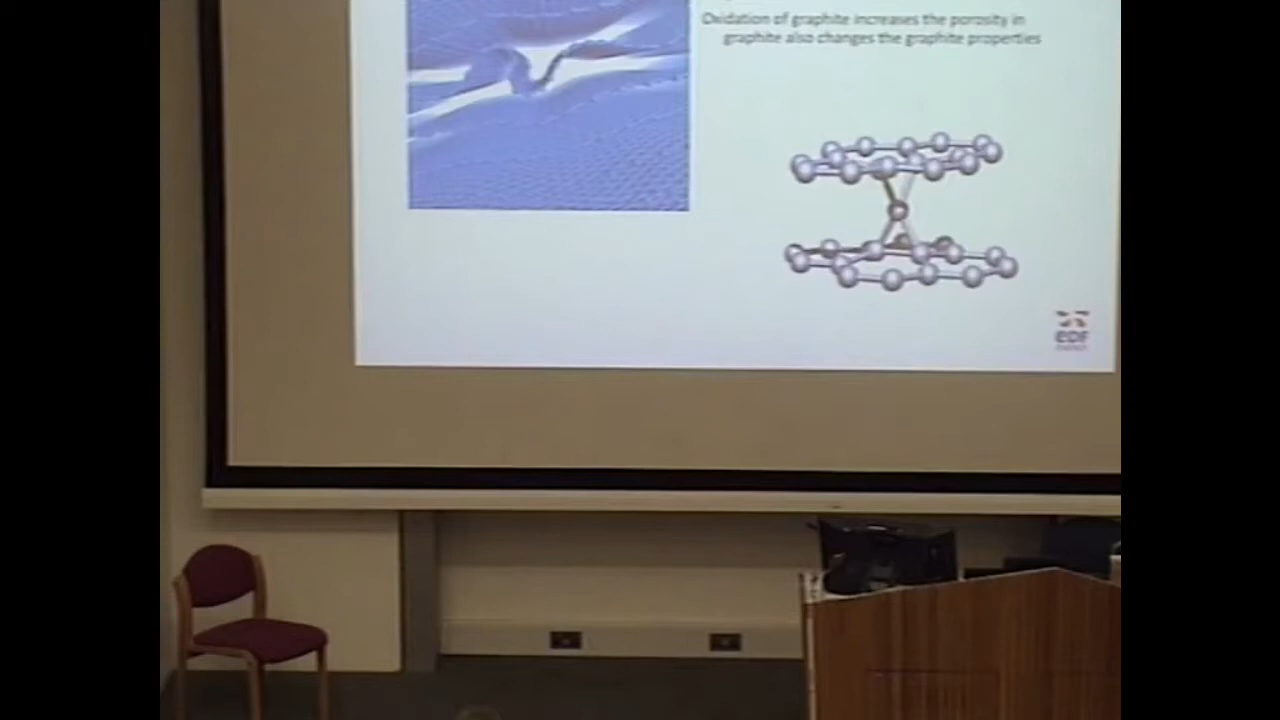 Oxidation of graphite increases the porosity in
graphite also changes the graphite properties
eDF